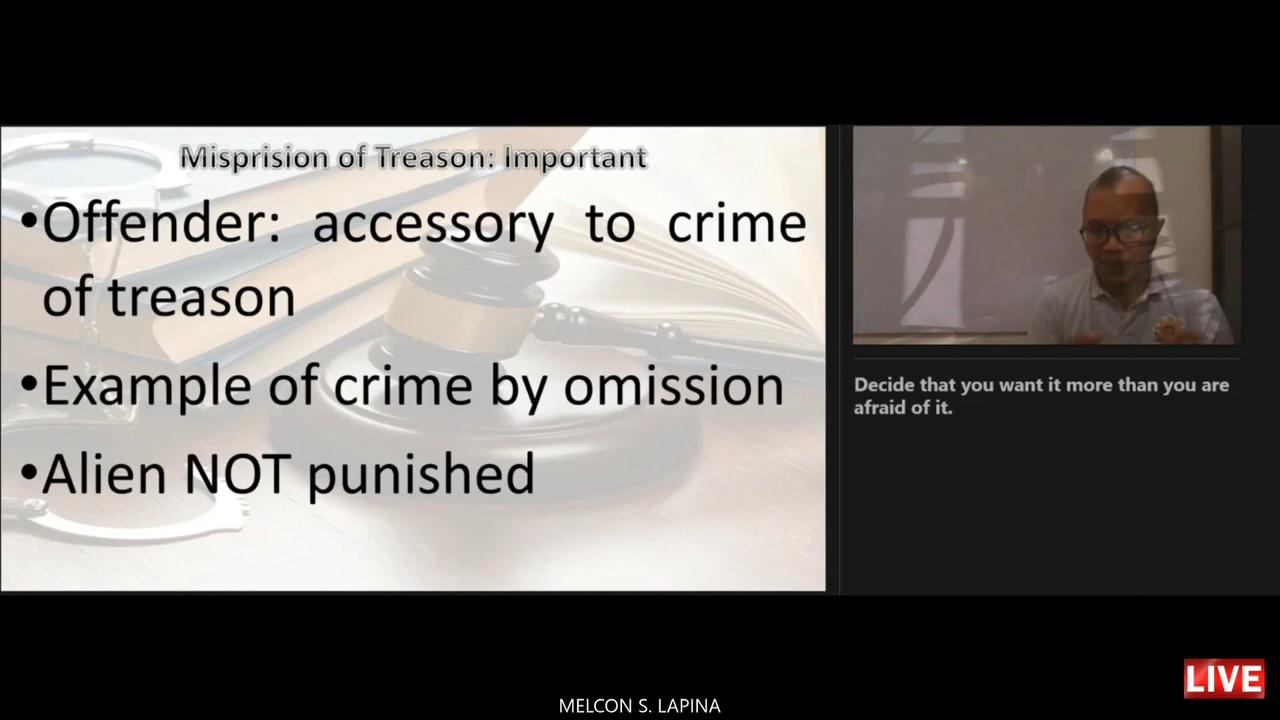 Misprision of Treason: Important
•Offender: accessory to crime
of treason
•Example of crime by omission
•Alien NOT punished
Decide that you want it more than you are
afraid of it.
LIVE
MELCON S. LAPINA